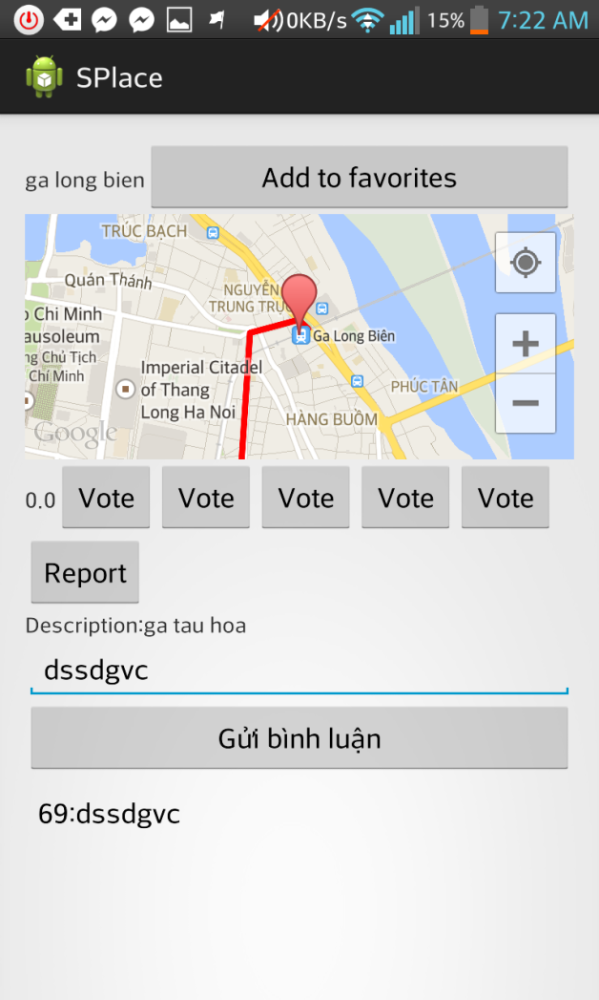 0KB/s 15% 7:22 AM
SPlace
ga long bien Add to favorites
TRÚC BẠCH
Quán Thánh
NGUYỄN
TRUNG TRỰC
Chi Minh
ausoleum
ng Chủ Tịch
Chí Minh
Ga Long Biên
Imperial Citadel
of Thang
Long Ha Noi
PHÚC TÂN
HÀNG BUỒM
Google
+
−
0.0 Vote Vote Vote Vote Vote
Report
Description:ga tau hoa
dssdgvc
Gửi bình luận
69:dssdgvc